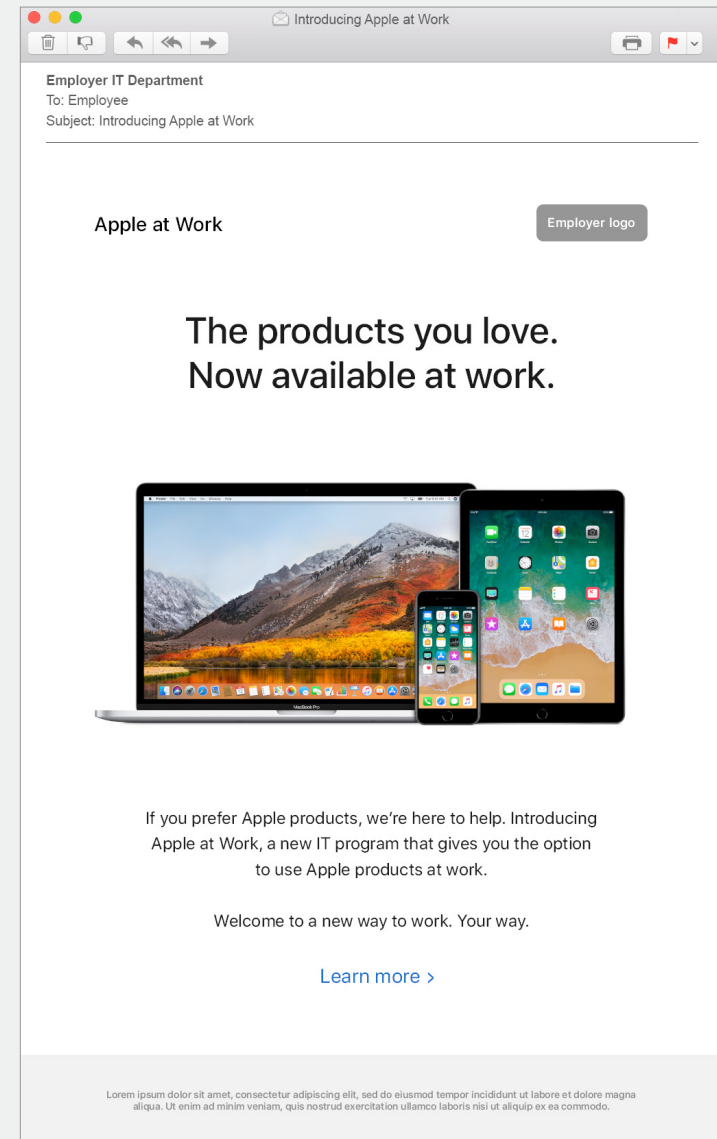 Introducing Apple at Work
Employer IT Department
To: Employee
Subject: Introducing Apple at Work
Apple at Work
Employer logo
The products you love.
Now available at work.
MacBook Pro
If you prefer Apple products, we’re here to help. Introducing
Apple at Work, a new IT program that gives you the option
to use Apple products at work.
Welcome to a new way to work. Your way.
Learn more >
Lorem ipsum dolor sit amet, consectetur adipiscing elit, sed do eiusmod tempor incididunt ut labore et dolore magna
aliqua. Ut enim ad minim veniam, quis nostrud exercitation ullamco laboris nisi ut aliquip ex ea commodo.